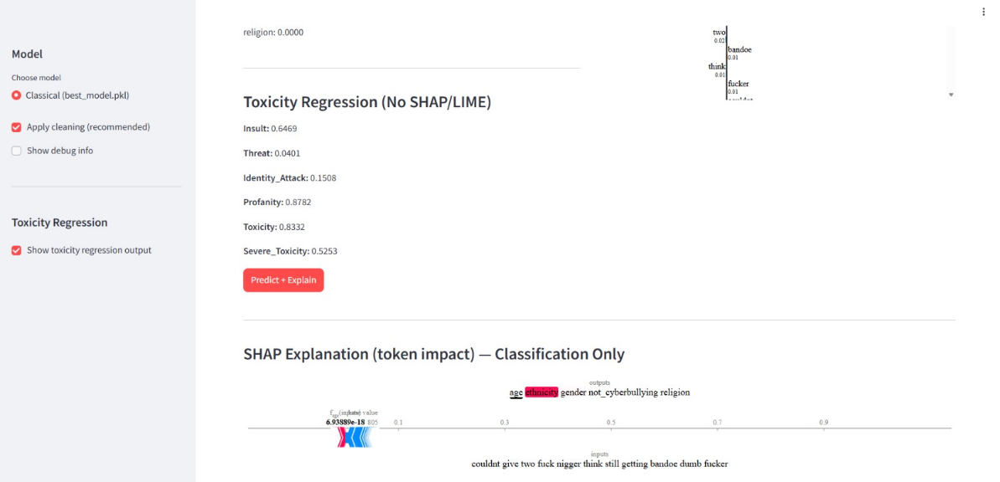 Model
Choose model
Classical (best_model.pkl)
Apply cleaning (recommended)
Show debug info
Toxicity Regression
Show toxicity regression output
religion: 0.0000
Toxicity Regression (No SHAP/LIME)
Insult: 0.6469
Threat: 0.0401
Identity_Attack: 0.1508
Profanity: 0.8782
Toxicity: 0.8332
Severe_Toxicity: 0.5253
Predict + Explain
two
0.02
bandoe
0.01
think
0.01
fucker
0.01
SHAP Explanation (token impact) — Classification Only
outputs
age ethnicity gender not_cyberbullying religion
value
6.93889e-18 805 0.1 0.3 0.5 0.7 0.9
inputs
couldnt give two fuck nigger think still getting bandoe dumb fucker